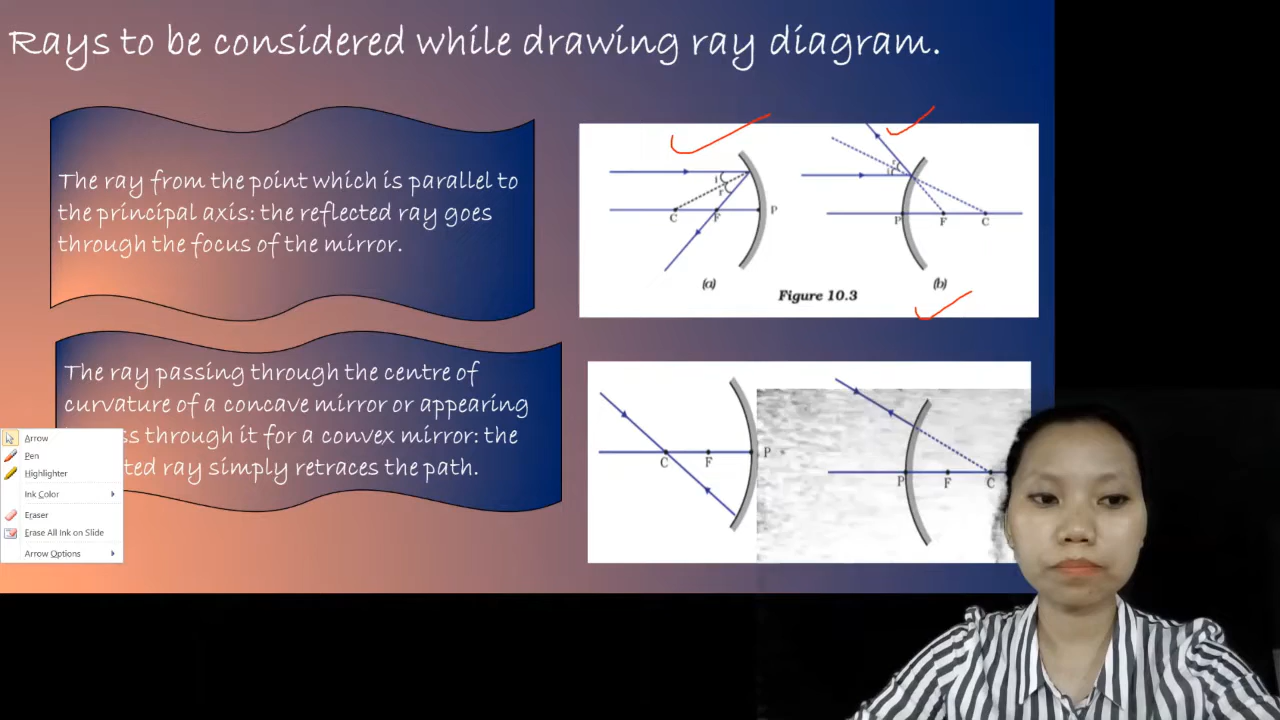 Rays to be considered while drawing ray diagram.
The ray from the point which is parallel to
the principal axis: the reflected ray goes
through the focus of the mirror.
i
r
C
F
P
(a)
r
i
P
F
C
(b)
Figure 10.3
The ray passing through the centre of
curvature of a concave mirror or appearing
ss through it for a convex mirror: the
ted ray simply retraces the path.
C
F
P
P
F
C
Arrow
Pen
Highlighter
Ink Color
Eraser
Erase All Ink on Slide
Arrow Options